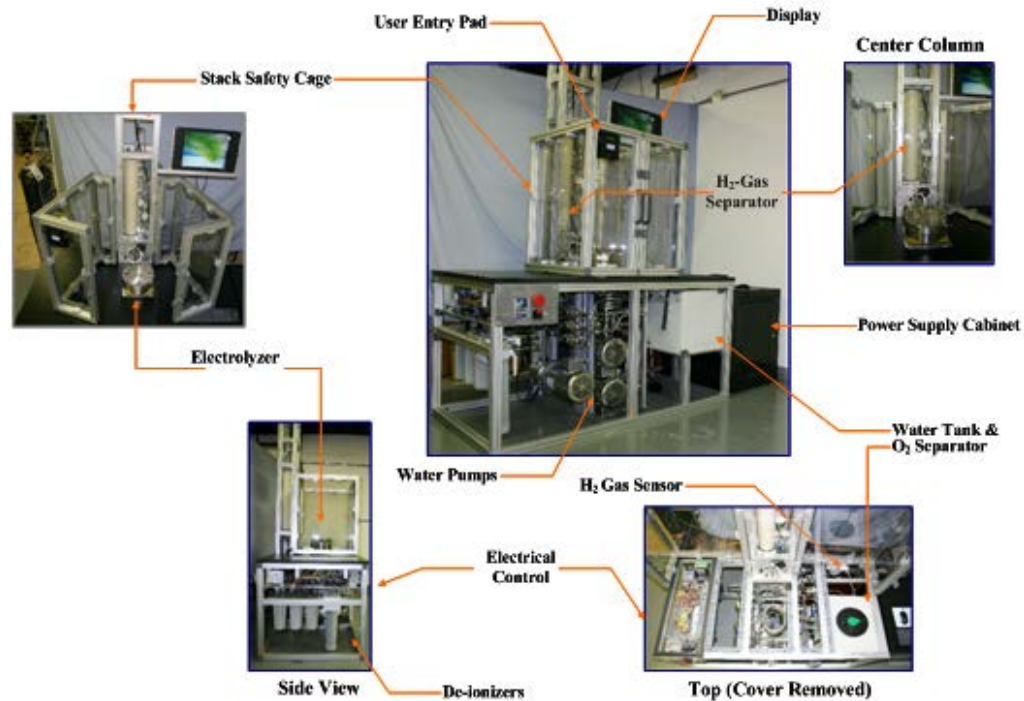 User Entry Pad
Display
Center Column
Stack Safety Cage
H₂-Gas
Separator
Power Supply Cabinet
Electrolyzer
Water Tank &
O₂ Separator
Water Pumps
H₂ Gas Sensor
Electrical
Control
Side View
De-ionizers
Top (Cover Removed)